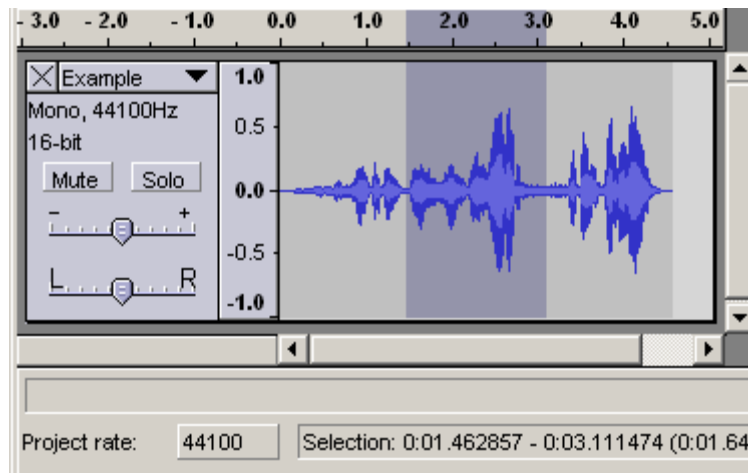 - 3.0 - 2.0 - 1.0 0.0 1.0 2.0 3.0 4.0 5.0
Example
Mono, 44100Hz
16-bit
Mute Solo
- +
L R
1.0
0.5
0.0
-0.5
-1.0
Project rate: 44100 Selection: 0:01.462857 - 0:03.111474 (0:01.64